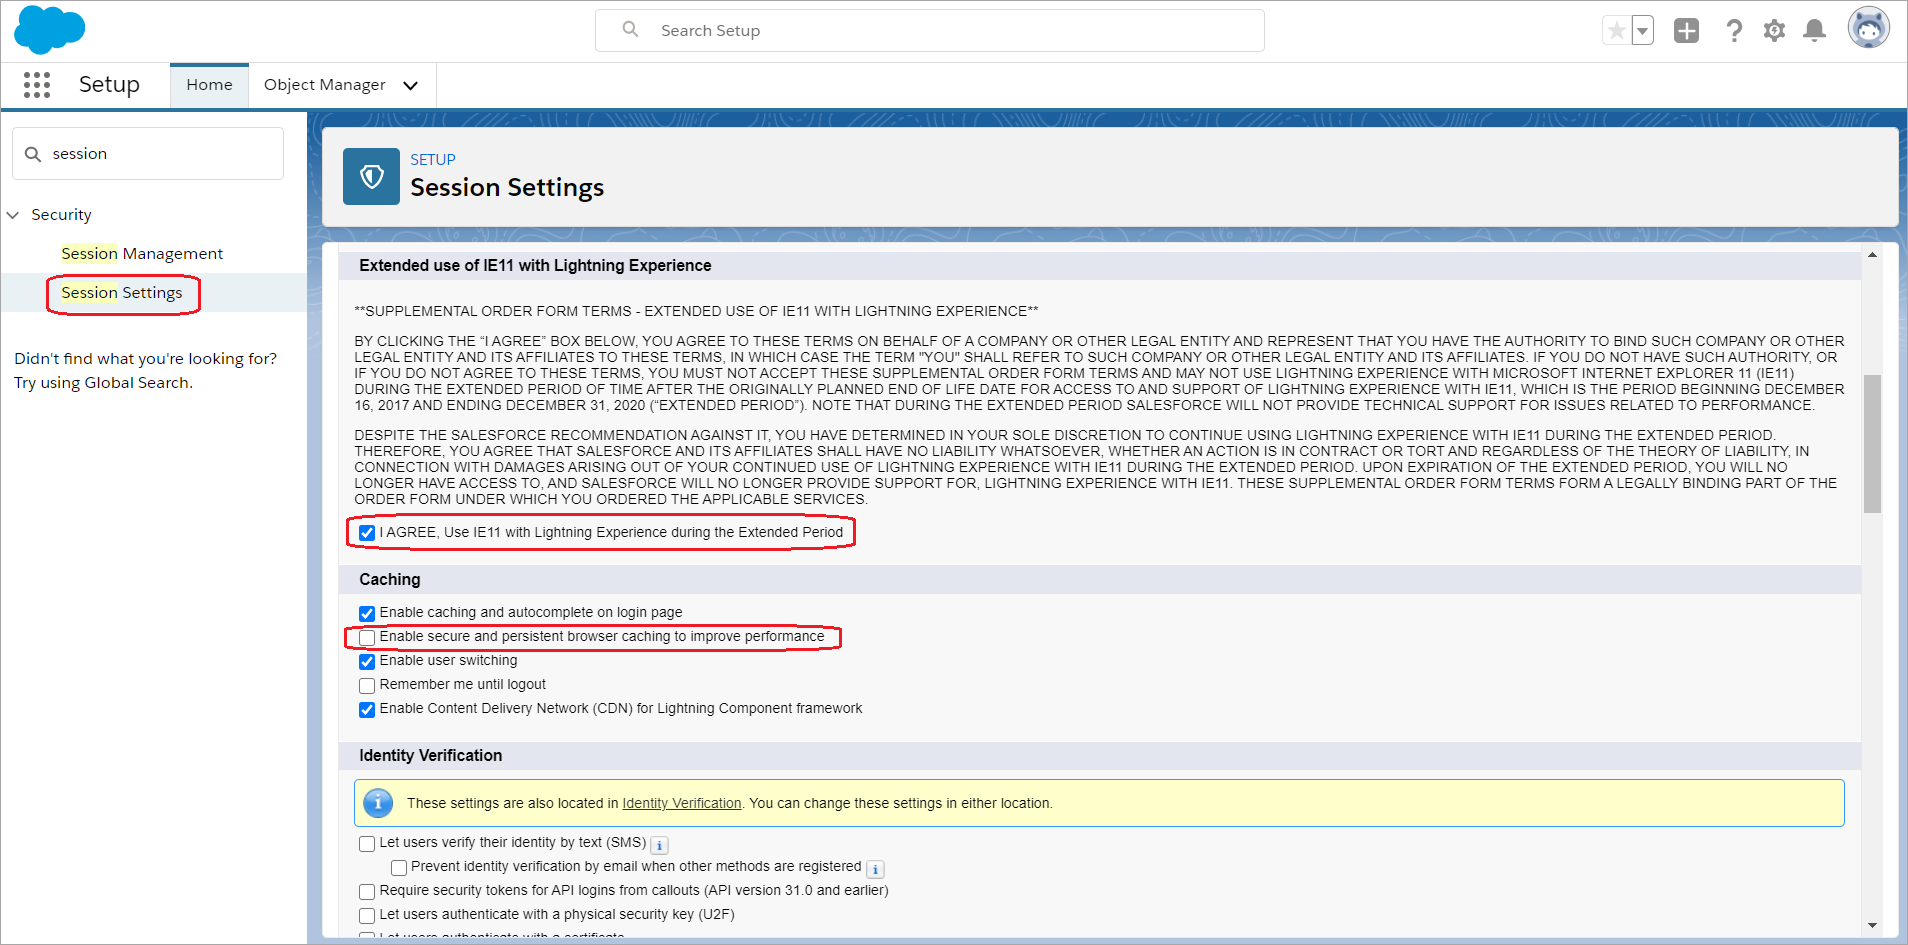 Search Setup
Setup
Home
Object Manager
session
Security
Session Management
Session Settings
Didn't find what you're looking for?
Try using Global Search.
SETUP
Session Settings
Extended use of IE11 with Lightning Experience
**SUPPLEMENTAL ORDER FORM TERMS - EXTENDED USE OF IE11 WITH LIGHTNING EXPERIENCE**
BY CLICKING THE “I AGREE” BOX BELOW, YOU AGREE TO THESE TERMS ON BEHALF OF A COMPANY OR OTHER LEGAL ENTITY AND REPRESENT THAT YOU HAVE THE AUTHORITY TO BIND SUCH COMPANY OR OTHER
LEGAL ENTITY AND ITS AFFILIATES TO THESE TERMS, IN WHICH CASE THE TERM "YOU" SHALL REFER TO SUCH COMPANY OR OTHER LEGAL ENTITY AND ITS AFFILIATES. IF YOU DO NOT HAVE SUCH AUTHORITY, OR
IF YOU DO NOT AGREE TO THESE TERMS, YOU MUST NOT ACCEPT THESE SUPPLEMENTAL ORDER FORM TERMS AND MAY NOT USE LIGHTNING EXPERIENCE WITH MICROSOFT INTERNET EXPLORER 11 (IE11)
DURING THE EXTENDED PERIOD OF TIME AFTER THE ORIGINALLY PLANNED END OF LIFE DATE FOR ACCESS TO AND SUPPORT OF LIGHTNING EXPERIENCE WITH IE11, WHICH IS THE PERIOD BEGINNING DECEMBER
16, 2017 AND ENDING DECEMBER 31, 2020 (“EXTENDED PERIOD”). NOTE THAT DURING THE EXTENDED PERIOD SALESFORCE WILL NOT PROVIDE TECHNICAL SUPPORT FOR ISSUES RELATED TO PERFORMANCE.
DESPITE THE SALESFORCE RECOMMENDATION AGAINST IT, YOU HAVE DETERMINED IN YOUR SOLE DISCRETION TO CONTINUE USING LIGHTNING EXPERIENCE WITH IE11 DURING THE EXTENDED PERIOD.
THEREFORE, YOU AGREE THAT SALESFORCE AND ITS AFFILIATES SHALL HAVE NO LIABILITY WHATSOEVER, WHETHER AN ACTION IS IN CONTRACT OR TORT AND REGARDLESS OF THE THEORY OF LIABILITY, IN
CONNECTION WITH DAMAGES ARISING OUT OF YOUR CONTINUED USE OF LIGHTNING EXPERIENCE WITH IE11 DURING THE EXTENDED PERIOD. UPON EXPIRATION OF THE EXTENDED PERIOD, YOU WILL NO
LONGER HAVE ACCESS TO, AND SALESFORCE WILL NO LONGER PROVIDE SUPPORT FOR, LIGHTNING EXPERIENCE WITH IE11. THESE SUPPLEMENTAL ORDER FORM TERMS FORM A LEGALLY BINDING PART OF THE
ORDER FORM UNDER WHICH YOU ORDERED THE APPLICABLE SERVICES.
I AGREE, Use IE11 with Lightning Experience during the Extended Period
Caching
Enable caching and autocomplete on login page
Enable secure and persistent browser caching to improve performance
Enable user switching
Remember me until logout
Enable Content Delivery Network (CDN) for Lightning Component framework
Identity Verification
These settings are also located in Identity Verification. You can change these settings in either location.
Let users verify their identity by text (SMS)
Prevent identity verification by email when other methods are registered
Require security tokens for API logins from callouts (API version 31.0 and earlier)
Let users authenticate with a physical security key (U2F)
Let users authenticate with a certificate